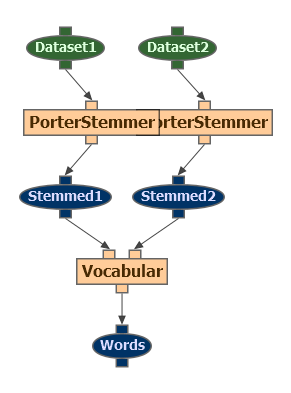 Dataset1 Dataset2
PorterStemmer orterStemmer
Stemmed1 Stemmed2
Vocabular
Words